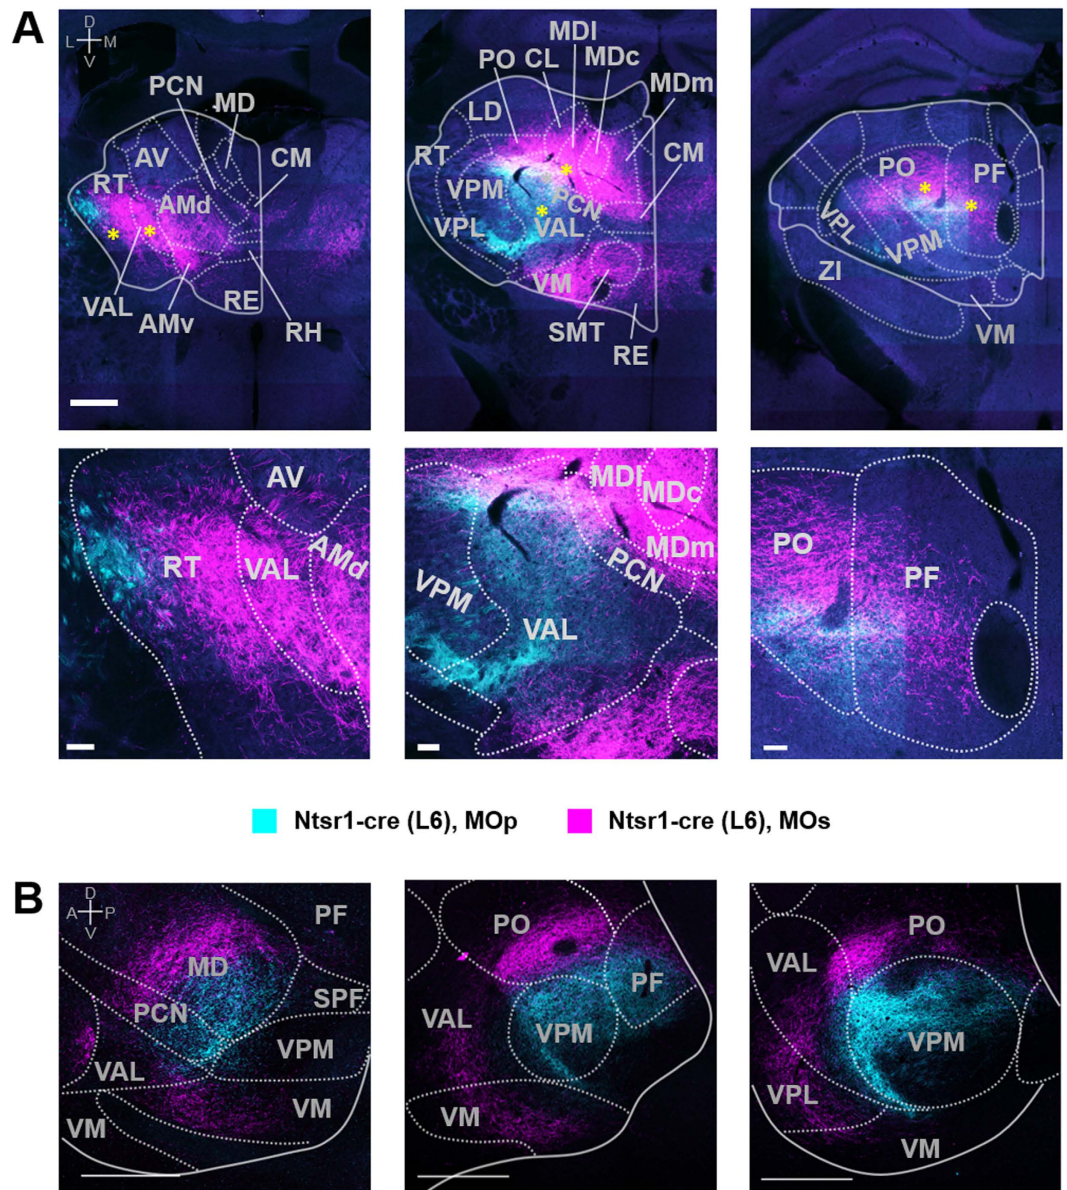 A
D
L M
V
PCN
MD
AV
CM
RT
AMd
VAL
AMv
RE
RH
MDl
PO CL MDc
MDm
LD
RT
CM
VPM
PCN
VPL
VAL
VM
SMT
RE
PO
PF
VPL
VPM
ZI
VM
AV
RT
VAL
AMd
MDl
MDc
MDm
PCN
VPM
VAL
PO
PF
Ntsr1-cre (L6), MOp
Ntsr1-cre (L6), MOs
B
D
A P
V
PF
MD
SPF
PCN
VPM
VAL
VM
VM
PO
PF
VAL
VPM
VM
PO
VAL
VPM
VPL
VM